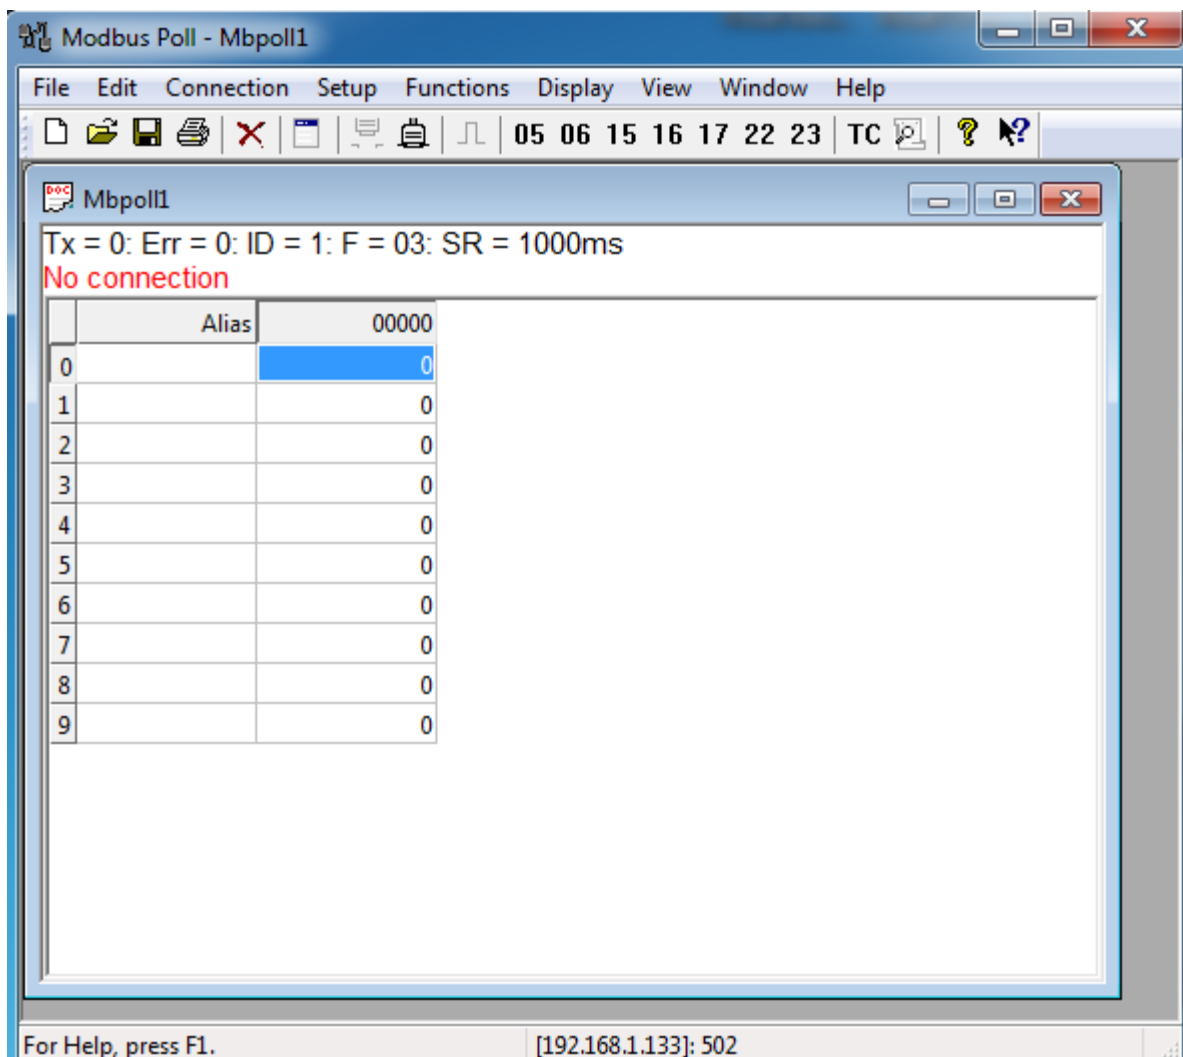 Modbus Poll - Mbpoll1
File Edit Connection Setup Functions Display View Window Help
05 06 15 16 17 22 23 TC
Mbpoll1
Tx = 0: Err = 0: ID = 1: F = 03: SR = 1000ms
No connection
Alias 00000
0 0
1 0
2 0
3 0
4 0
5 0
6 0
7 0
8 0
9 0
For Help, press F1. [192.168.1.133]: 502